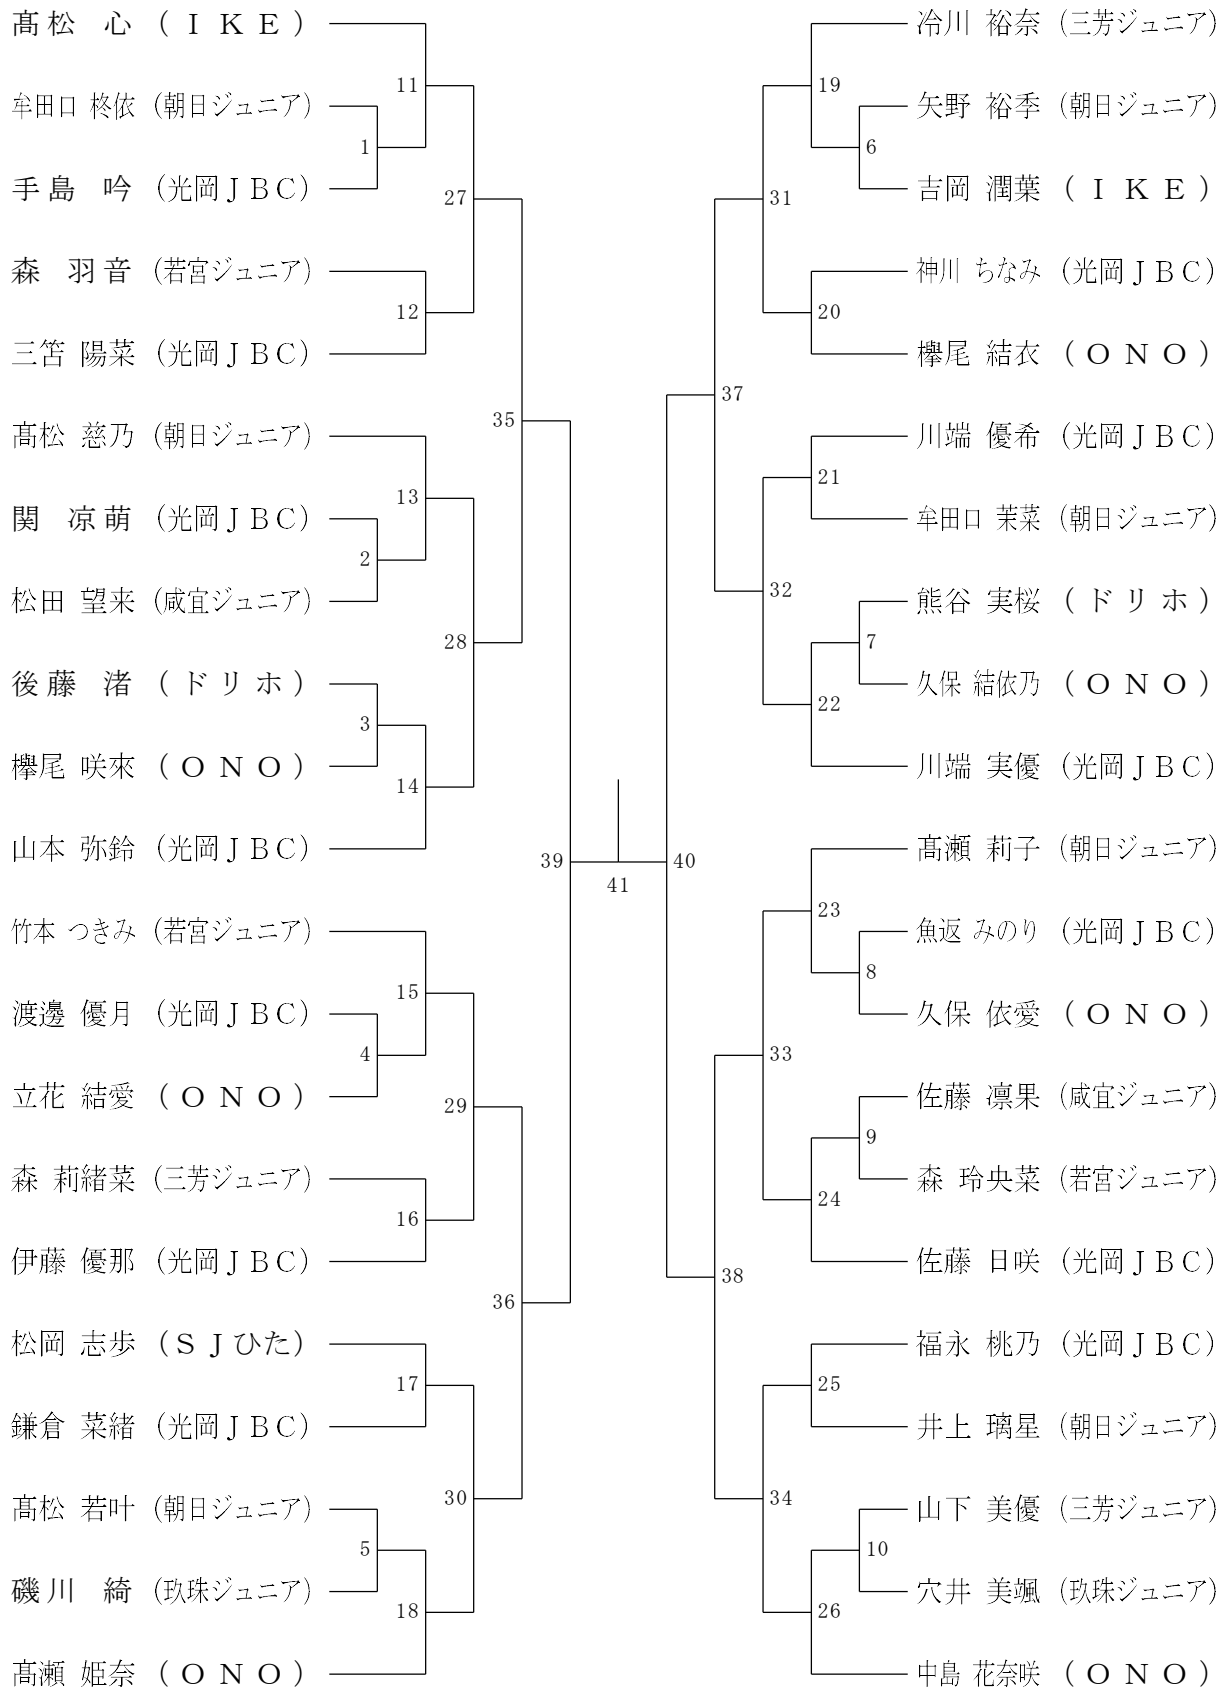 髙松 心 (ＩＫＥ)
牟田口 柊依 (朝日ジュニア)
手島 吟 (光岡ＪＢＣ)
森 羽音 (若宮ジュニア)
三笘 陽菜 (光岡ＪＢＣ)
髙松 慈乃 (朝日ジュニア)
関 凉萌 (光岡ＪＢＣ)
松田 望来 (咸宜ジュニア)
後藤 渚 (ドリホ)
欅尾 咲來 (ＯＮＯ)
山本 弥鈴 (光岡ＪＢＣ)
竹本 つきみ (若宮ジュニア)
渡邊 優月 (光岡ＪＢＣ)
立花 結愛 (ＯＮＯ)
森 莉緒菜 (三芳ジュニア)
伊藤 優那 (光岡ＪＢＣ)
松岡 志歩 (ＳＪひた)
鎌倉 菜緒 (光岡ＪＢＣ)
髙松 若叶 (朝日ジュニア)
磯川 綺 (玖珠ジュニア)
髙瀬 姫奈 (ＯＮＯ)
1
2
3
4
5
11
12
13
14
15
16
17
18
27
28
29
30
35
36
39
41
40
37
38
31
32
33
34
19
20
21
22
23
24
25
26
6
7
8
9
10
冷川 裕奈 (三芳ジュニア)
矢野 裕季 (朝日ジュニア)
吉岡 潤葉 (ＩＫＥ)
神川 ちなみ (光岡ＪＢＣ)
欅尾 結衣 (ＯＮＯ)
川端 優希 (光岡ＪＢＣ)
牟田口 茉菜 (朝日ジュニア)
熊谷 実桜 (ドリホ)
久保 結依乃 (ＯＮＯ)
川端 実優 (光岡ＪＢＣ)
髙瀬 莉子 (朝日ジュニア)
魚返 みのり (光岡ＪＢＣ)
久保 依愛 (ＯＮＯ)
佐藤 凛果 (咸宜ジュニア)
森 玲央菜 (若宮ジュニア)
佐藤 日咲 (光岡ＪＢＣ)
福永 桃乃 (光岡ＪＢＣ)
井上 璃星 (朝日ジュニア)
山下 美優 (三芳ジュニア)
穴井 美颯 (玖珠ジュニア)
中島 花奈咲 (ＯＮＯ)